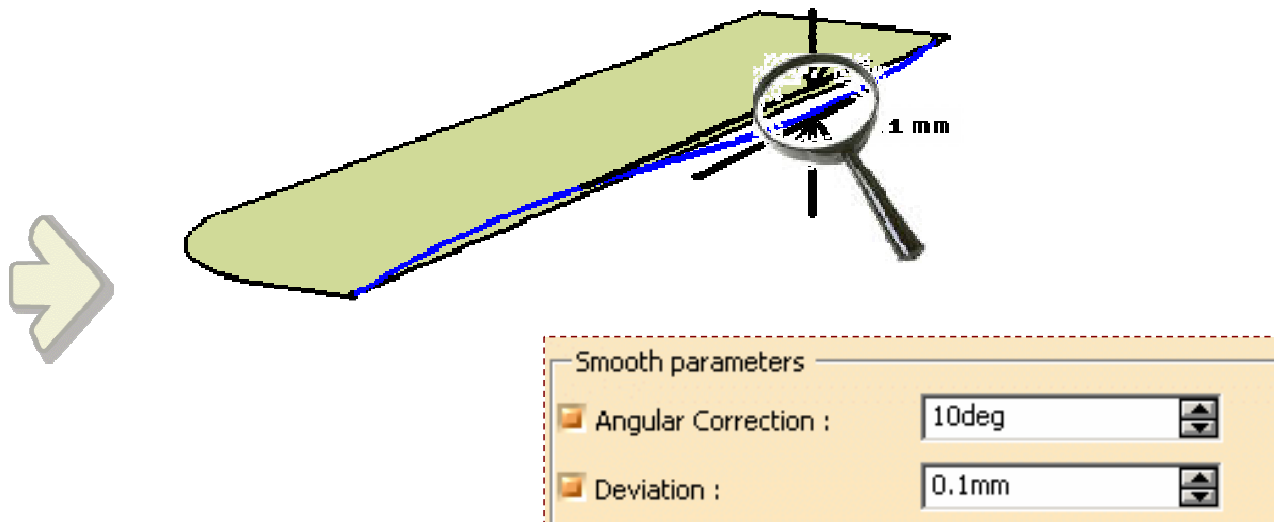 .1 mm
Smooth parameters
Angular Correction :
10deg
Deviation :
0.1mm